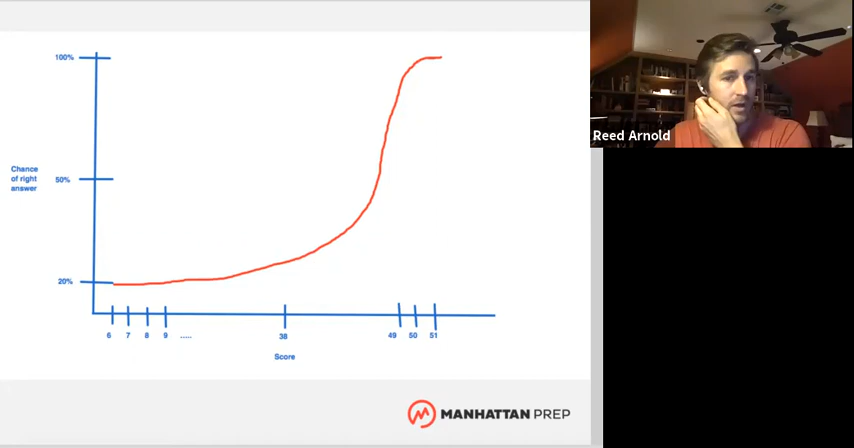 100%
Chance
of right
answer
50%
20%
6 7 8 9 ..... 38 49 50 51
Score
MANHATTAN PREP
Reed Arnold